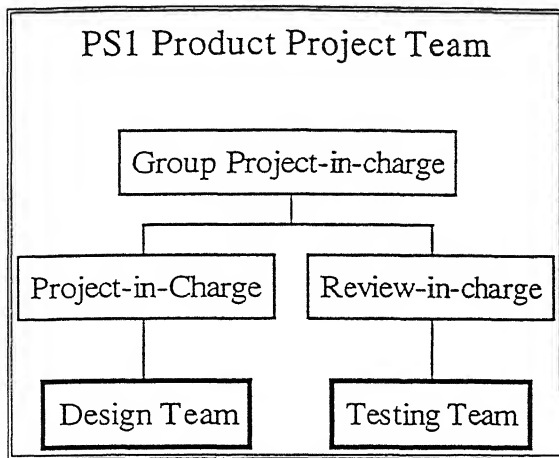 PS1 Product Project Team
Group Project-in-charge
Project-in-Charge
Review-in-charge
Design Team
Testing Team